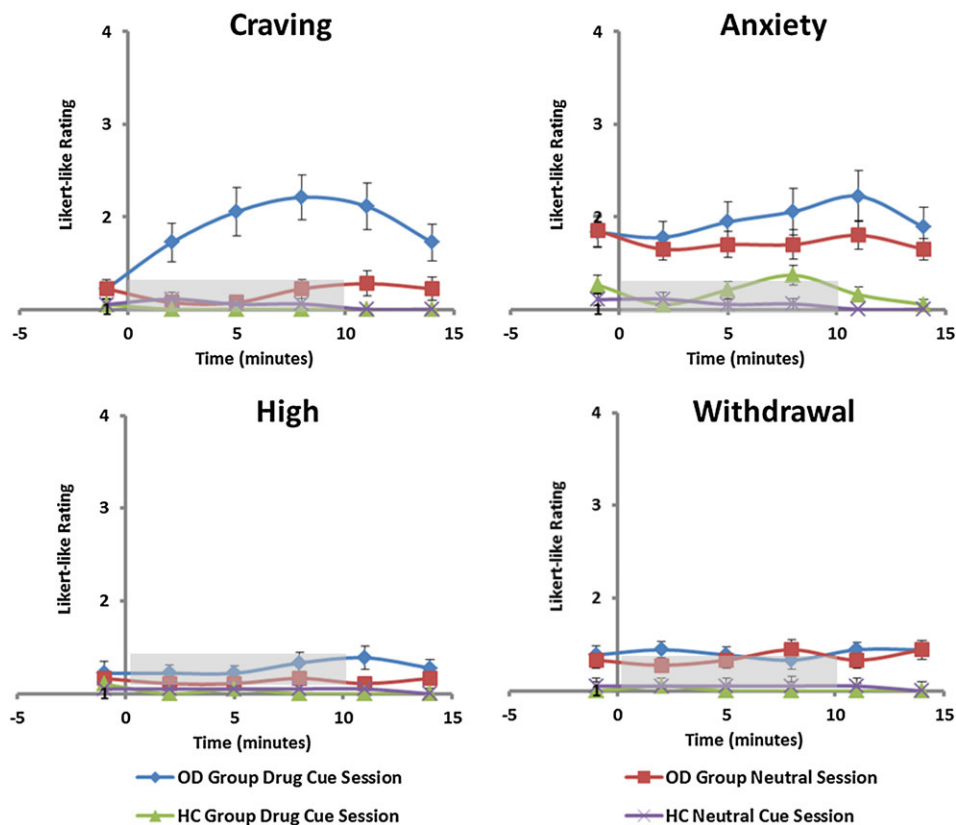 Craving
Anxiety
4
3
2
1
Likert-like Rating
-5 0 5 10 15
Time (minutes)
4
3
2
1
Likert-like Rating
-5 0 5 10 15
Time (minutes)
High
Withdrawal
4
3
2
1
Likert-like Rating
-5 0 5 10 15
Time (minutes)
4
3
2
1
Likert-like Rating
-5 0 5 10 15
Time (minutes)
OD Group Drug Cue Session
OD Group Neutral Session
HC Group Drug Cue Session
HC Neutral Cue Session